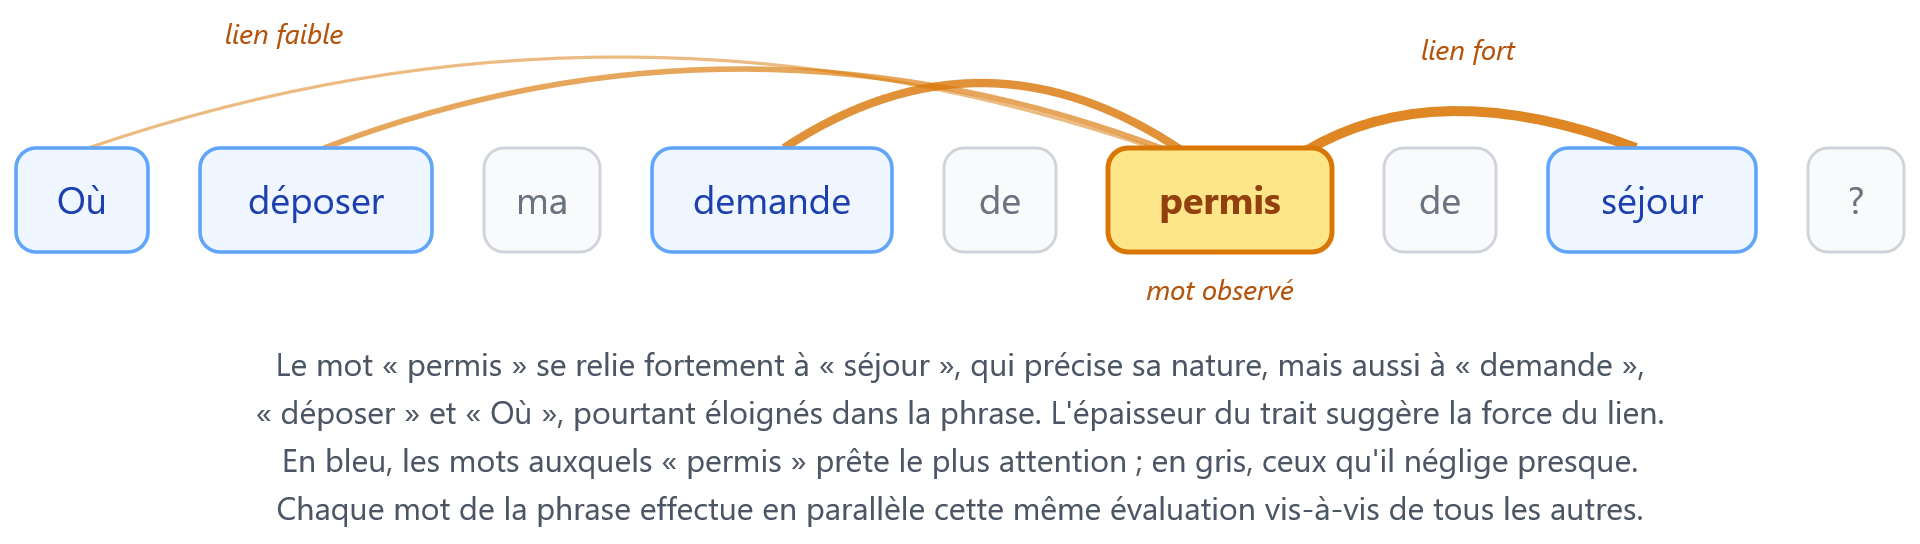 lien faible
lien fort
Où déposer ma demande de permis de séjour ?
mot observé
Le mot « permis » se relie fortement à « séjour », qui précise sa nature, mais aussi à « demande »,
« déposer » et « Où », pourtant éloignés dans la phrase. L'épaisseur du trait suggère la force du lien.
En bleu, les mots auxquels « permis » prête le plus attention ; en gris, ceux qu'il néglige presque.
Chaque mot de la phrase effectue en parallèle cette même évaluation vis-à-vis de tous les autres.